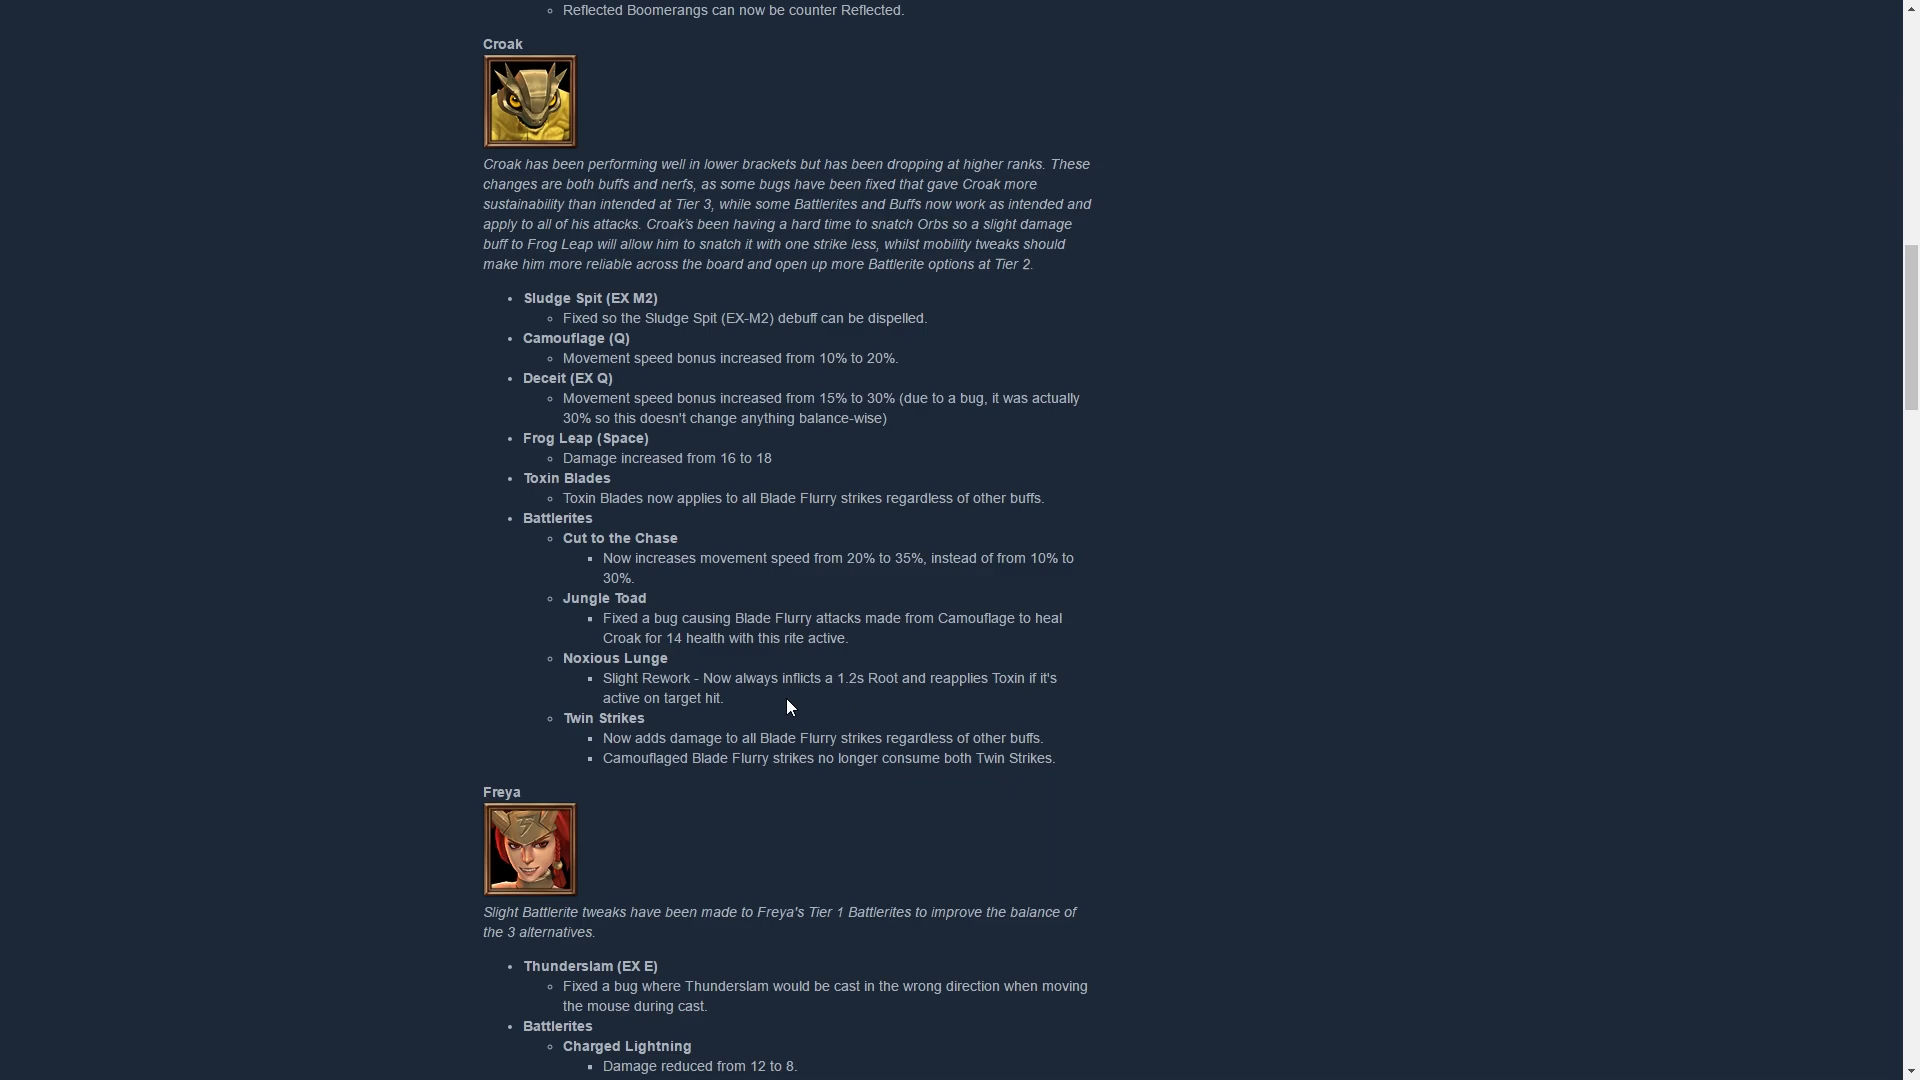 Reflected Boomerangs can now be counter Reflected.
Croak
Croak has been performing well in lower brackets but has been dropping at higher ranks. These
changes are both buffs and nerfs, as some bugs have been fixed that gave Croak more
sustainability than intended at Tier 3, while some Battlerites and Buffs now work as intended and
apply to all of his attacks. Croak's been having a hard time to snatch Orbs so a slight damage
buff to Frog Leap will allow him to snatch it with one strike less, whilst mobility tweaks should
make him more reliable across the board and open up more Battlerite options at Tier 2.
Sludge Spit (EX M2)
Fixed so the Sludge Spit (EX-M2) debuff can be dispelled.
Camouflage (Q)
Movement speed bonus increased from 10% to 20%.
Deceit (EX Q)
Movement speed bonus increased from 15% to 30% (due to a bug, it was actually
30% so this doesn't change anything balance-wise)
Frog Leap (Space)
Damage increased from 16 to 18
Toxin Blades
Toxin Blades now applies to all Blade Flurry strikes regardless of other buffs.
Battlerites
Cut to the Chase
Now increases movement speed from 20% to 35%, instead of from 10% to
30%.
Jungle Toad
Fixed a bug causing Blade Flurry attacks made from Camouflage to heal
Croak for 14 health with this rite active.
Noxious Lunge
Slight Rework - Now always inflicts a 1.2s Root and reapplies Toxin if it's
active on target hit.
Twin Strikes
Now adds damage to all Blade Flurry strikes regardless of other buffs.
Camouflaged Blade Flurry strikes no longer consume both Twin Strikes.
Freya
Slight Battlerite tweaks have been made to Freya's Tier 1 Battlerites to improve the balance of
the 3 alternatives.
Thunderslam (EX E)
Fixed a bug where Thunderslam would be cast in the wrong direction when moving
the mouse during cast.
Battlerites
Charged Lightning
Damage reduced from 12 to 8.